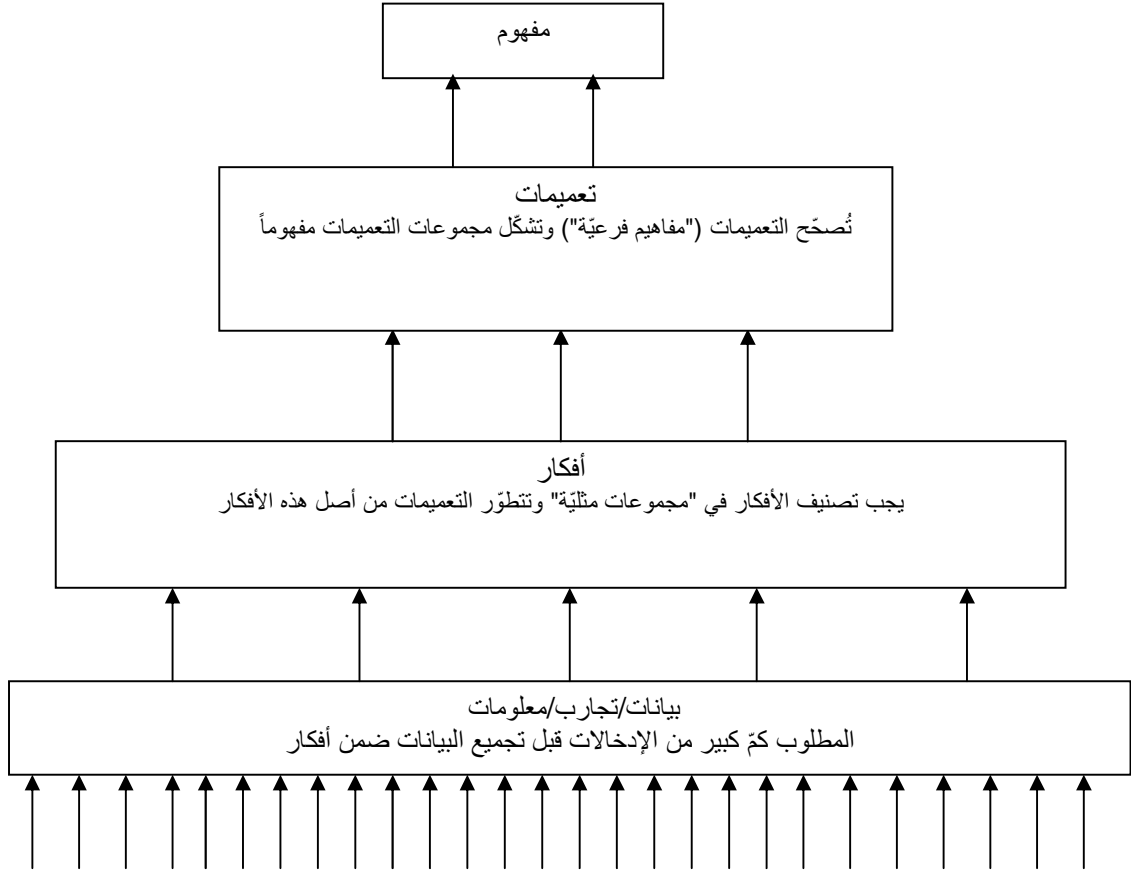 مفهوم
تعميمات
تُصحّح التعميمات ("مفاهيم فرعيّة") وتشكّل مجموعات التعميمات مفهوماً
أفكار
يجب تصنيف الأفكار في "مجموعات مثليّة" وتتطوّر التعميمات من أصل هذه الأفكار
بيانات/تجارب/معلومات
المطلوب كمّ كبير من الإدخالات قبل تجميع البيانات ضمن أفكار